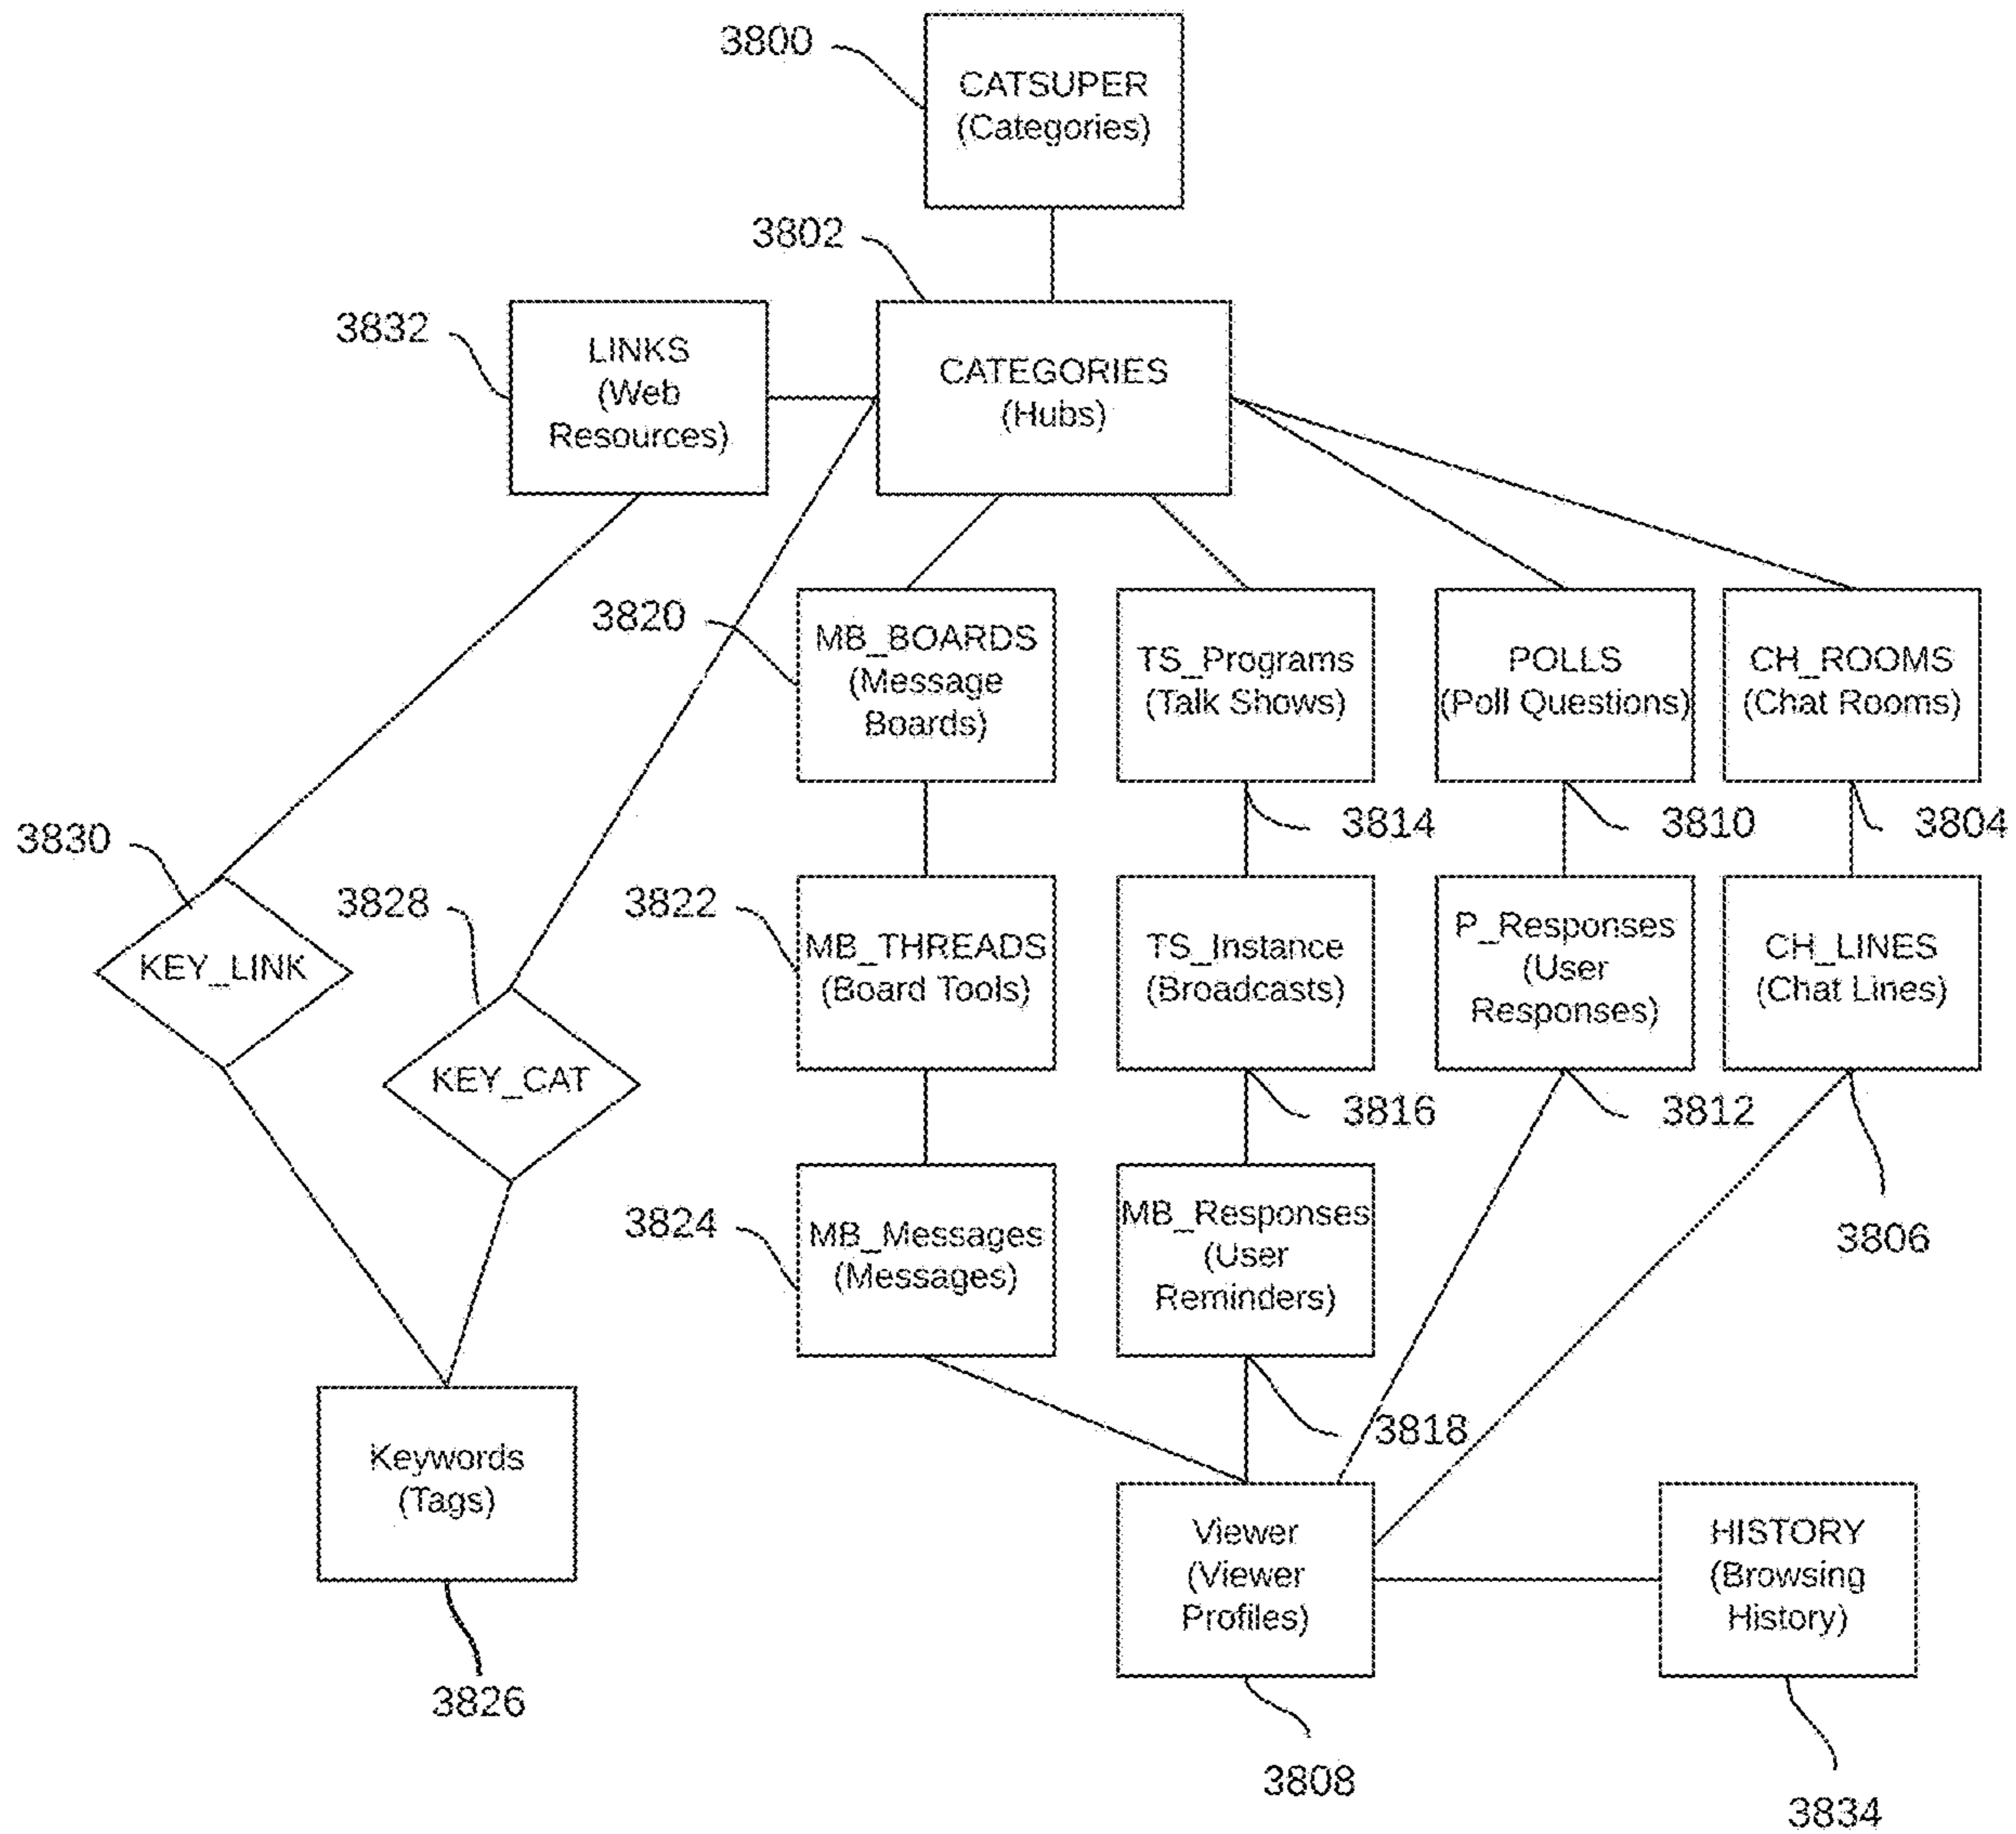 3800
CATSUPER
(Categories)
3802
3832
LINKS
(Web
Resources)
CATEGORIES
(Hubs)
3820
MB_BOARDS
(Message
Boards)
TS_Programs
(Talk Shows)
POLLS
(Poll Questions)
CH_ROOMS
(Chat Rooms)
3814
3810
3804
3830
KEY_LINK
3828
KEY_CAT
3822
MB_THREADS
(Board Tools)
TS_Instance
(Broadcasts)
P_Responses
(User
Responses)
CH_LINES
(Chat Lines)
3816
3812
3806
3824
MB_Messages
(Messages)
MB_Responses
(User
Reminders)
3818
Keywords
(Tags)
3826
Viewer
(Viewer
Profiles)
HISTORY
(Browsing
History)
3808
3834